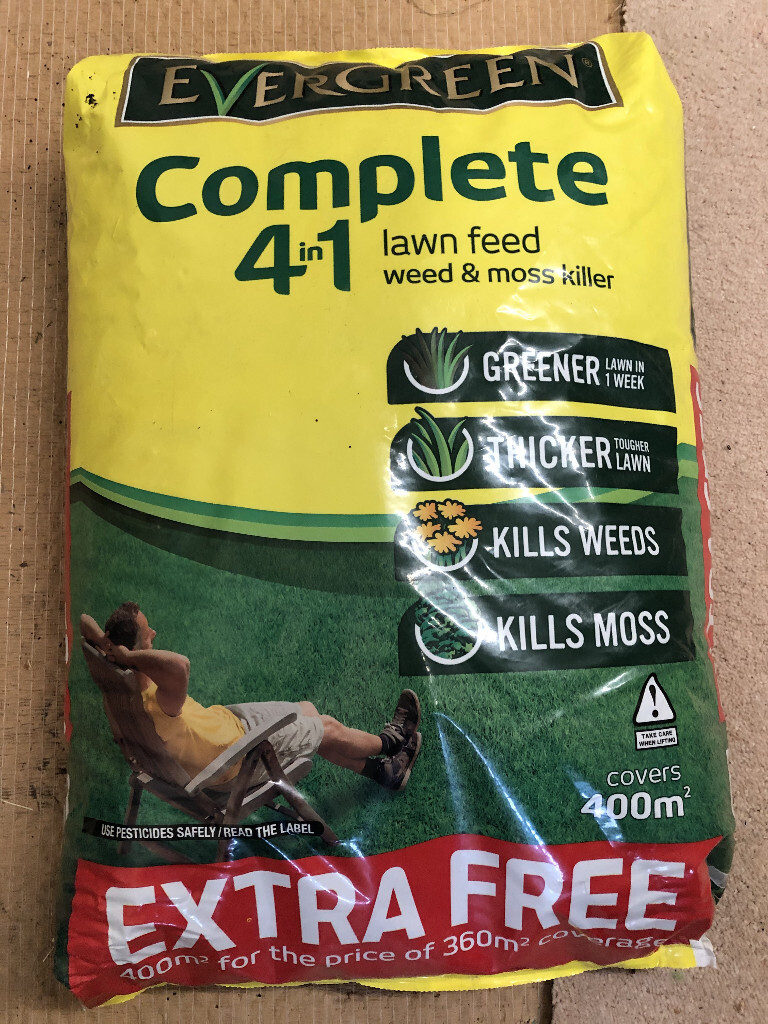 EVERGREEN®
Complete
4in1 lawn feed
weed & moss killer
GREENER LAWN IN
1 WEEK
THICKER TOUGHER
LAWN
KILLS WEEDS
KILLS MOSS
TAKE CARE
WHEN LIFTING
covers
400m²
USE PESTICIDES SAFELY / READ THE LABEL
EXTRA FREE
400m² for the price of 360m² coverage